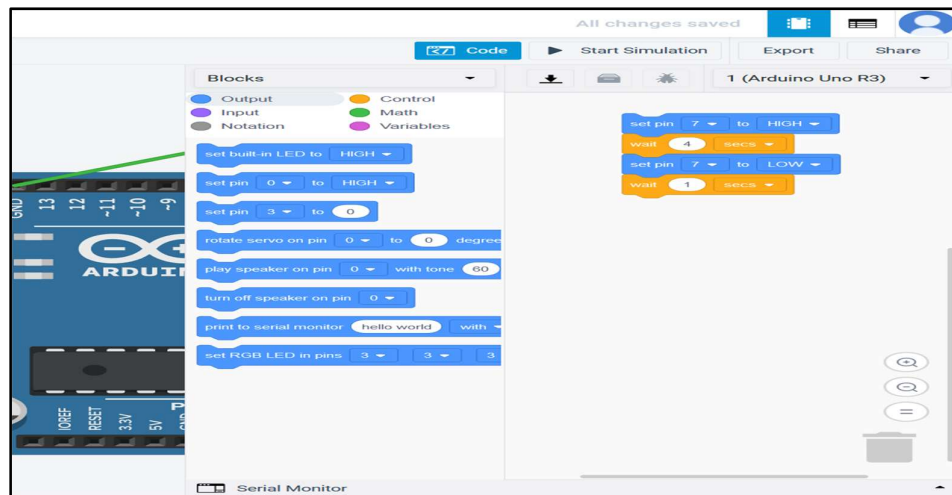 All changes saved
Code Start Simulation Export Share
Blocks 1 (Arduino Uno R3)
Output Control
Input Math
Notation Variables
set built-in LED to HIGH
set pin 0 to HIGH
set pin 3 to 0
rotate servo on pin 0 to 0 degree
play speaker on pin 0 with tone 60
turn off speaker on pin 0
print to serial monitor hello world with
set RGB LED in pins 3 3 3
set pin 7 to HIGH
wait 4 secs
set pin 7 to LOW
wait 1 secs
GND 13 12 ~11 ~10 ~9
IOREF RESET 3.3V 5V
Serial Monitor